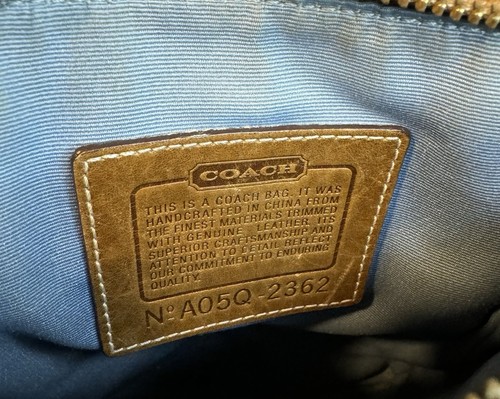 COACH
THIS IS A COACH BAG. IT WAS
HANDCRAFTED IN CHINA FROM
THE FINEST MATERIALS TRIMMED
WITH GENUINE LEATHER. ITS
SUPERIOR CRAFTSMANSHIP AND
ATTENTION TO DETAIL REFLECT
OUR COMMITMENT TO ENDURING
QUALITY.
Nº A05Q-2362